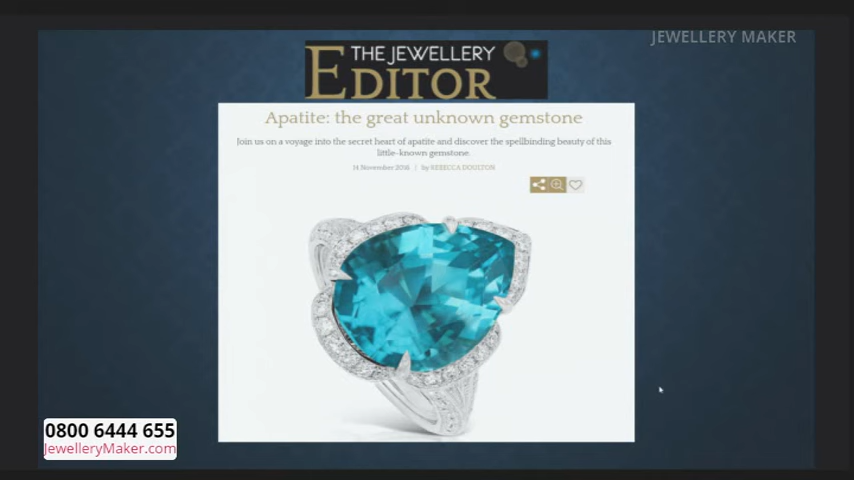 JEWELLERY MAKER
THE JEWELLERY
EDITOR
Apatite: the great unknown gemstone
Join us on a voyage into the secret heart of apatite and discover the spellbinding beauty of this
little-known gemstone.
14 November 2016 | by REBECCA DOULTON
0800 6444 655
JewelleryMaker.com